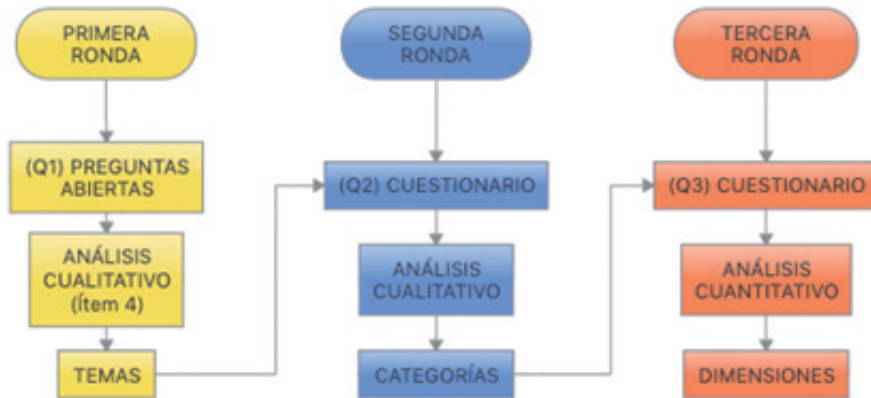 PRIMERA
RONDA
(Q1) PREGUNTAS
ABIERTAS
ANÁLISIS
CUALITATIVO
(Ítem 4)
TEMAS
SEGUNDA
RONDA
(Q2) CUESTIONARIO
ANÁLISIS
CUALITATIVO
CATEGORÍAS
TERCERA
RONDA
(Q3) CUESTIONARIO
ANÁLISIS
CUANTITATIVO
DIMENSIONES